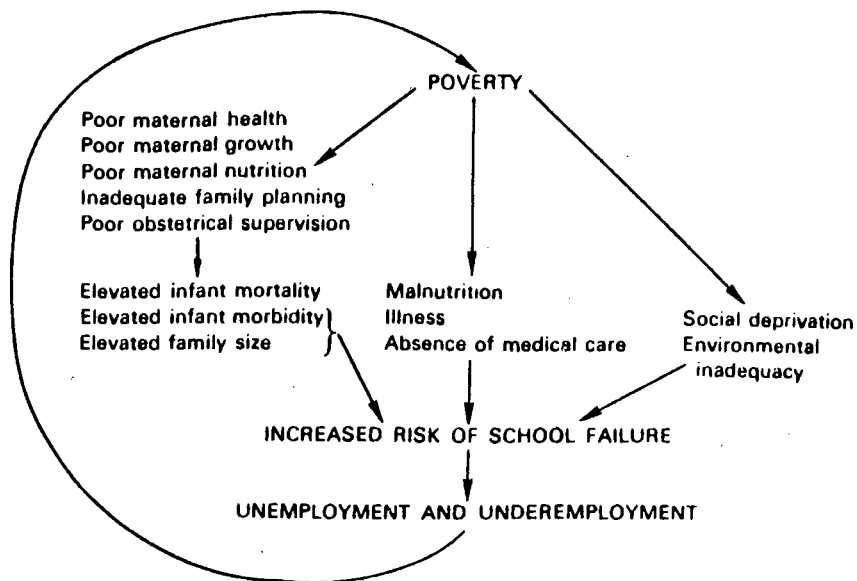 POVERTY
Poor maternal health
Poor maternal growth
Poor maternal nutrition
Inadequate family planning
Poor obstetrical supervision
Elevated infant mortality
Elevated infant morbidity
Elevated family size
Malnutrition
Illness
Absence of medical care
Social deprivation
Environmental
inadequacy
INCREASED RISK OF SCHOOL FAILURE
UNEMPLOYMENT AND UNDEREMPLOYMENT